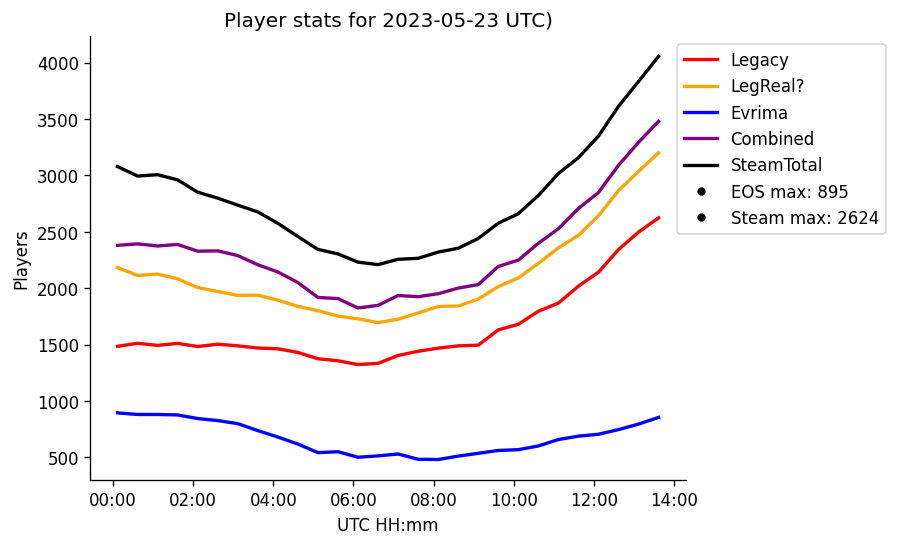 Player stats for 2023-05-23 UTC)
4000
3500
3000
2500
2000
1500
1000
500
Players
00:00 02:00 04:00 06:00 08:00 10:00 12:00 14:00
UTC HH:mm
Legacy
LegReal?
Evrima
Combined
SteamTotal
EOS max: 895
Steam max: 2624